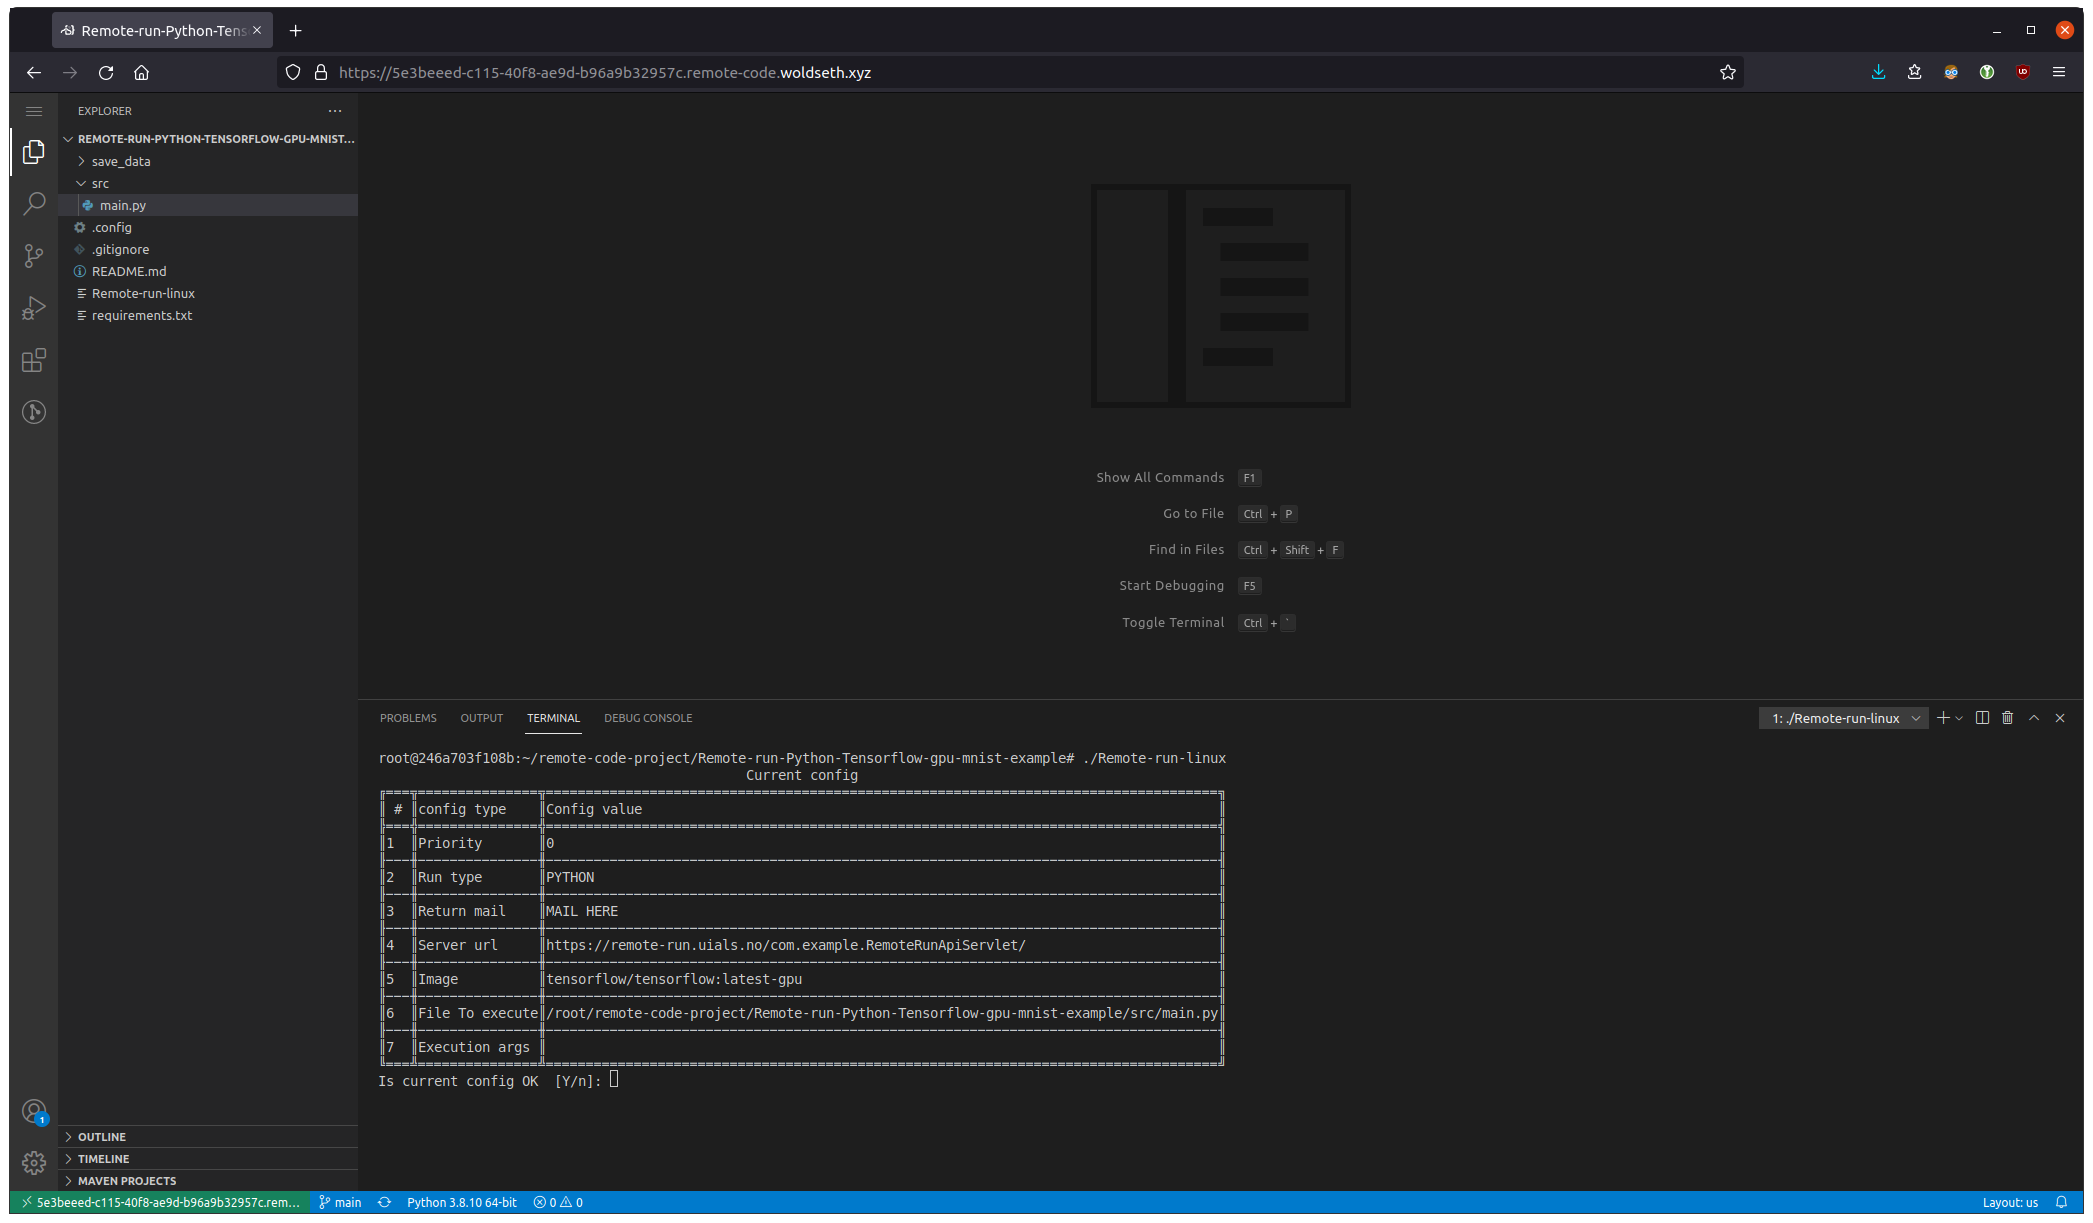 Remote-run-Python-Tens
https://5e3beeed-c115-40f8-ae9d-b96a9b32957c.remote-code.woldseth.xyz
EXPLORER
REMOTE-RUN-PYTHON-TENSORFLOW-GPU-MNIST...
save_data
src
main.py
.config
.gitignore
README.md
Remote-run-linux
requirements.txt
Show All Commands F1
Go to File Ctrl + P
Find in Files Ctrl + Shift + F
Start Debugging F5
Toggle Terminal Ctrl + `
PROBLEMS OUTPUT TERMINAL DEBUG CONSOLE 1: ./Remote-run-linux
root@246a703f108b:~/remote-code-project/Remote-run-Python-Tensorflow-gpu-mnist-example# ./Remote-run-linux
Current config
# config type Config value
1 Priority 0
2 Run type PYTHON
3 Return mail MAIL HERE
4 Server url https://remote-run.uials.no/com.example.RemoteRunApiServlet/
5 Image tensorflow/tensorflow:latest-gpu
6 File To execute /root/remote-code-project/Remote-run-Python-Tensorflow-gpu-mnist-example/src/main.py
7 Execution args
Is current config OK [Y/n]:
1
OUTLINE
TIMELINE
MAVEN PROJECTS
5e3beeed-c115-40f8-ae9d-b96a9b32957c.rem... main Python 3.8.10 64-bit 0 0 Layout: us